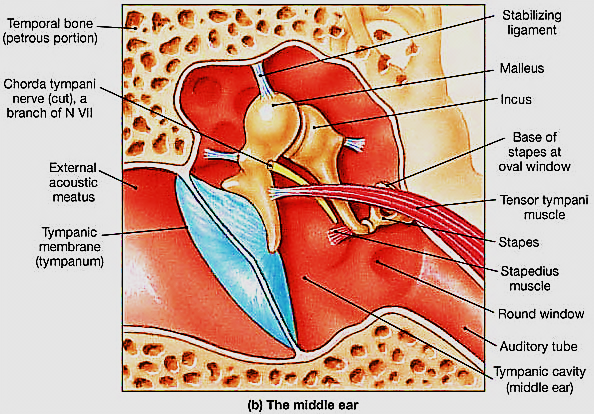 Temporal bone
(petrous portion)
Chorda tympani
nerve (cut), a
branch of N VII
External
acoustic
meatus
Tympanic
membrane
(tympanum)
Stabilizing
ligament
Malleus
Incus
Base of
stapes at
oval window
Tensor tympani
muscle
Stapes
Stapedius
muscle
Round window
Auditory tube
Tympanic cavity
(middle ear)
(b) The middle ear